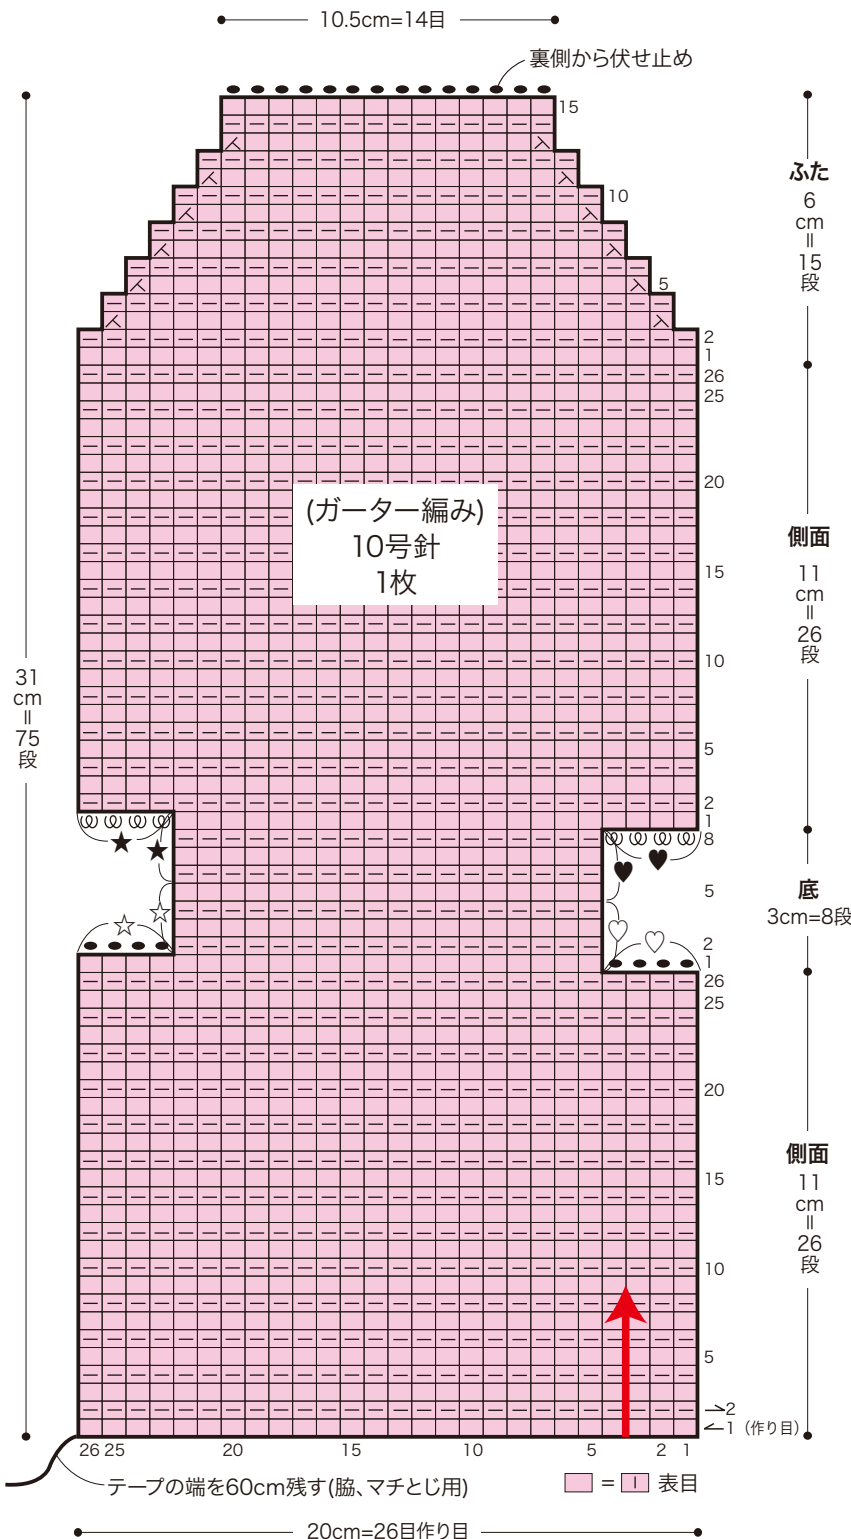 10.5cm=14目
裏側から伏せ止め
15
10
5
2
1
ふた
6
cm
=
15
段
26
25
20
15
10
5
2
1
(ガーター編み)
10号針
1枚
側面
11
cm
=
26
段
31
cm
=
75
段
8
5
2
1
底
3cm=8段
26
25
20
15
10
5
2
1(作り目)
側面
11
cm
=
26
段
26 25 20 15 10 5 2 1
テープの端を60cm残す(脇、マチとじ用)
= 表目
20cm=26目作り目